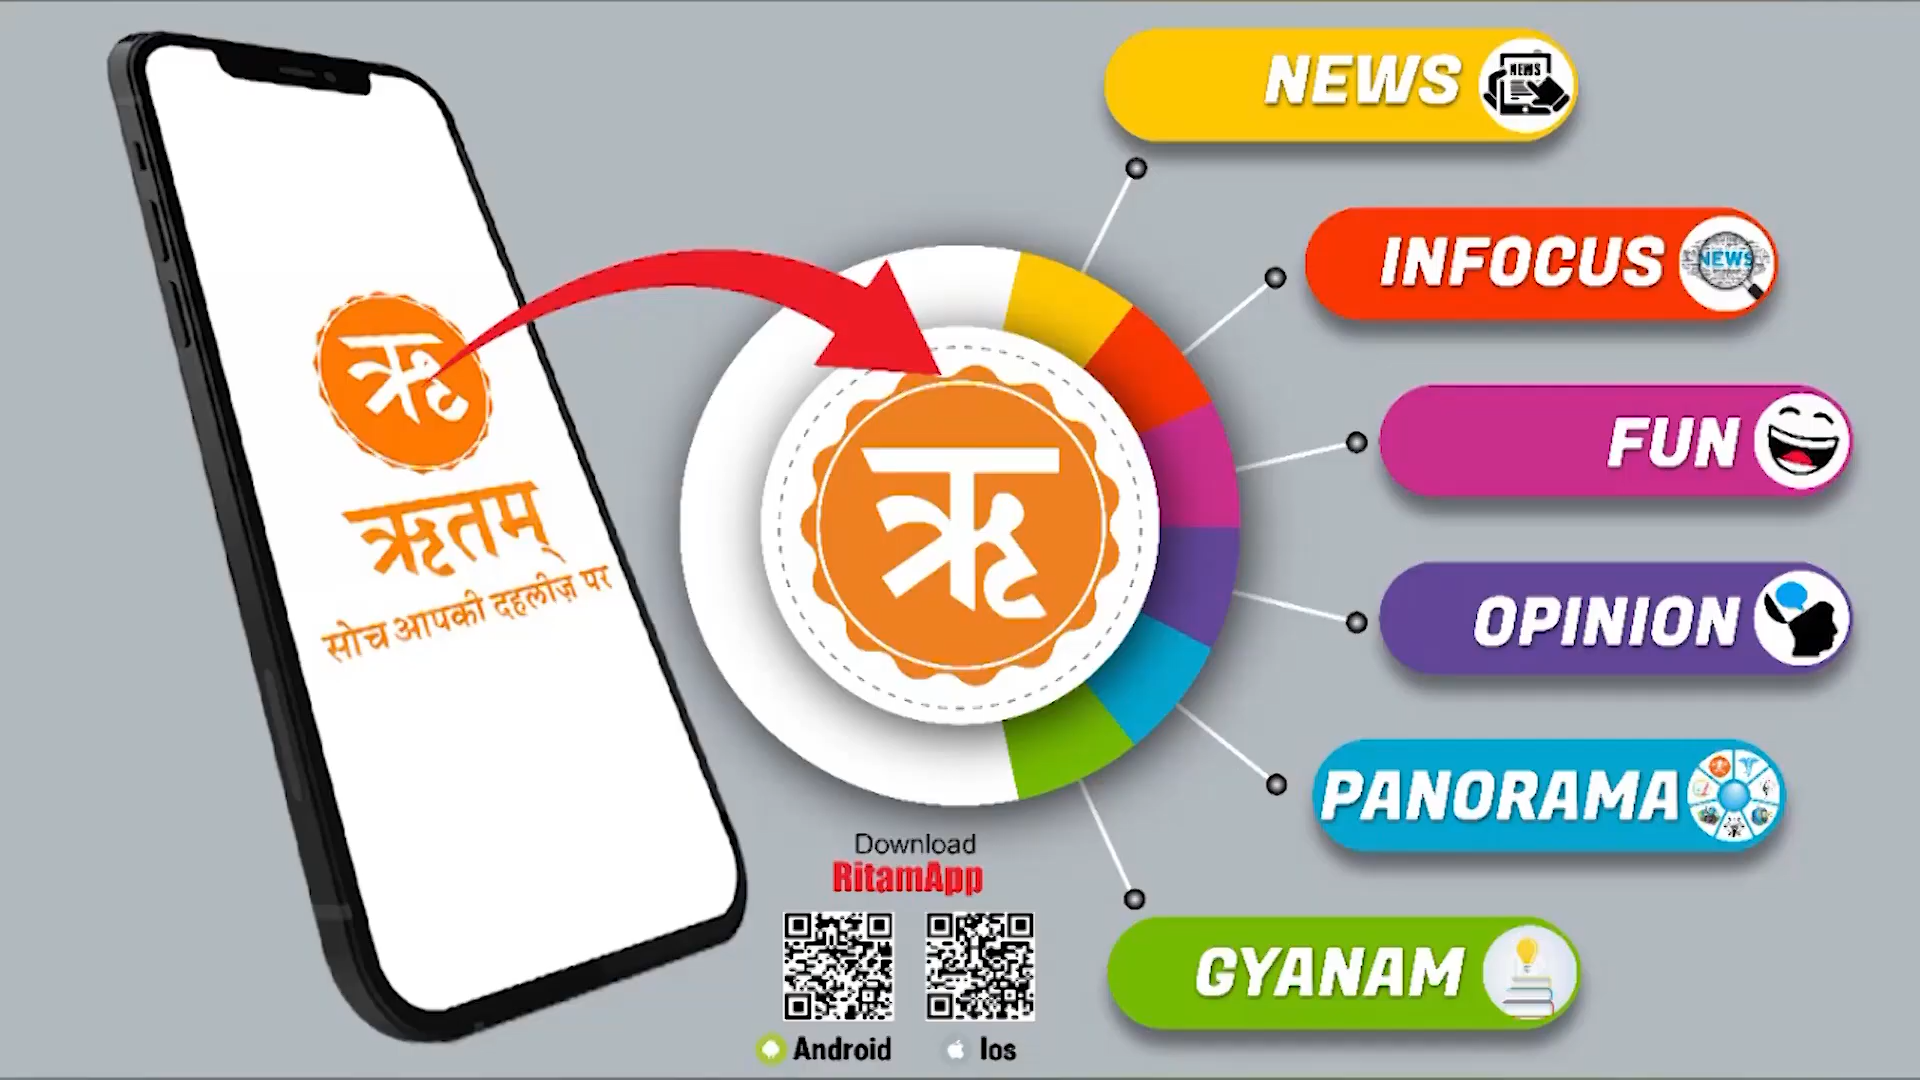 ऋ
ऋतम्
सोच आपकी दहलीज़ पर
ऋ
NEWS
NEWS
INFOCUS
NEWS
FUN
OPINION
PANORAMA
GYANAM
Download
RitamApp
Android
Ios